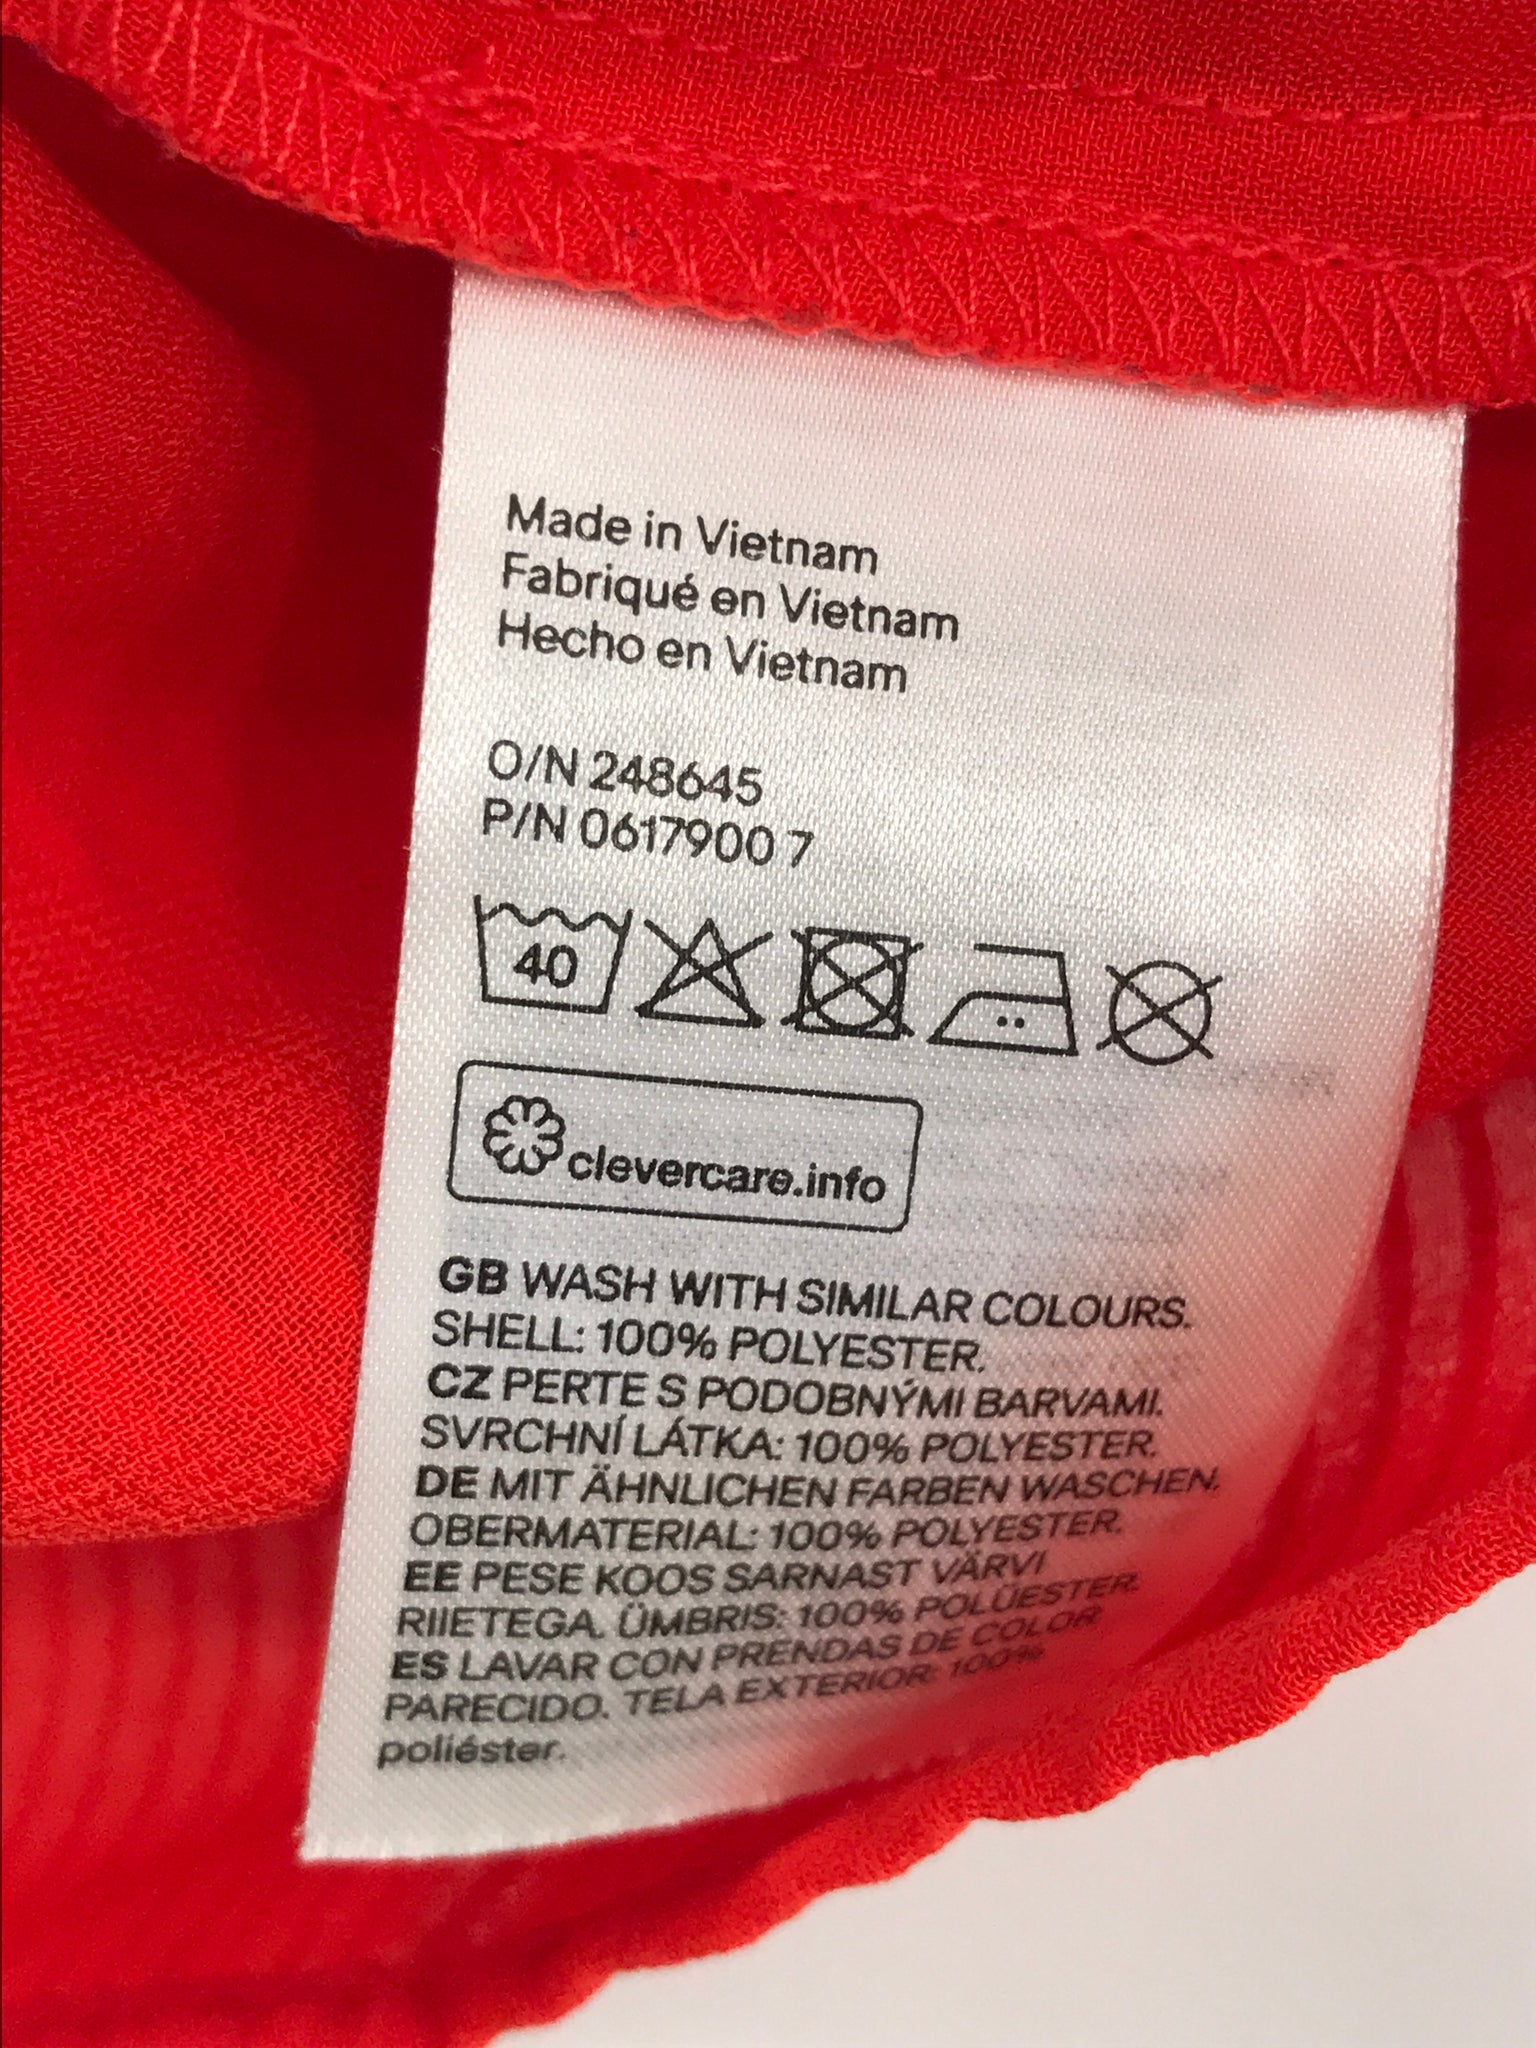 Made in Vietnam
Fabriqué en Vietnam
Hecho en Vietnam
O/N 248645
P/N 0617900 7
40
clevercare.info
GB WASH WITH SIMILAR COLOURS.
SHELL: 100% POLYESTER.
CZ PERTE S PODOBNÝMI BARVAMI.
SVRCHNÍ LÁTKA: 100% POLYESTER.
DE MIT ÄHNLICHEN FARBEN WASCHEN.
OBERMATERIAL: 100% POLYESTER.
EE PESE KOOS SARNAST VÄRVI
RIIETEGA. ÜMBRIS: 100% POLÜESTER.
ES LAVAR CON PRENDAS DE COLOR
PARECIDO. TELA EXTERIOR: 100%
poliéster.